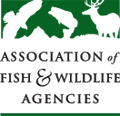 ASSOCIATION of
FISH & WILDLIFE
AGENCIES